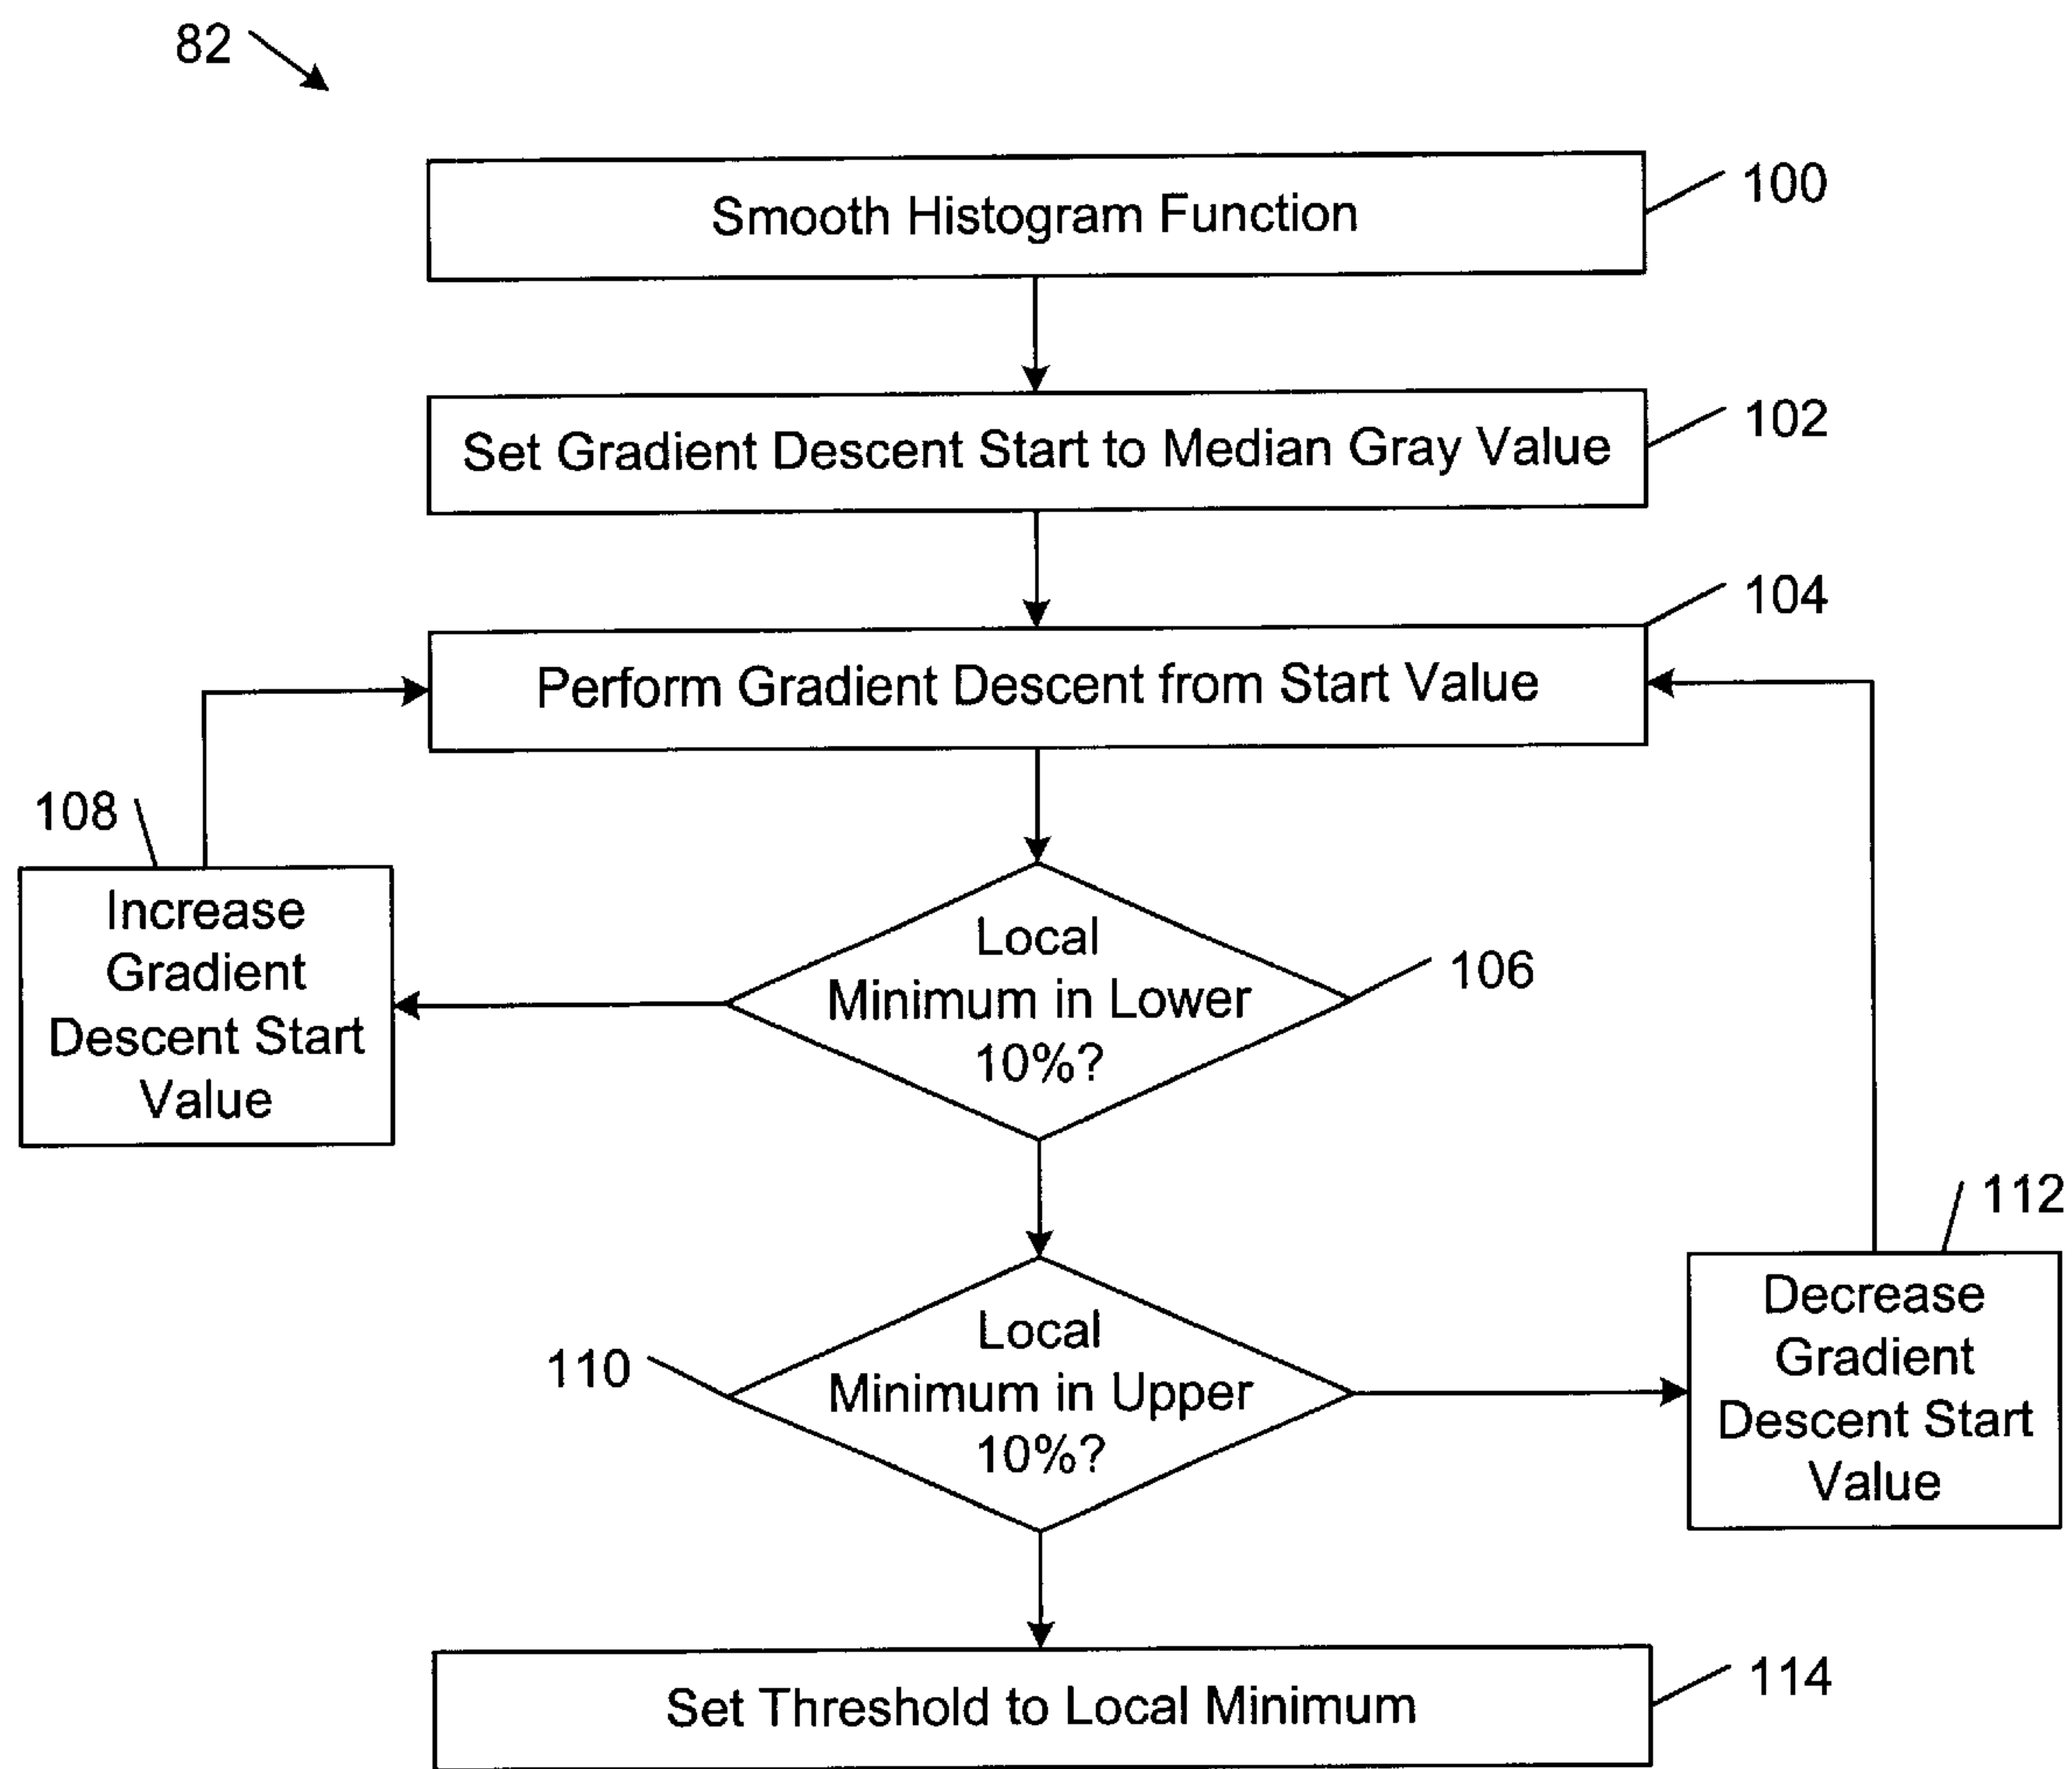 82
Smooth Histogram Function
100
Set Gradient Descent Start to Median Gray Value
102
Perform Gradient Descent from Start Value
104
108
Increase
Gradient
Descent Start
Value
Local
Minimum in Lower
10%?
106
110
Local
Minimum in Upper
10%?
112
Decrease
Gradient
Descent Start
Value
Set Threshold to Local Minimum
114